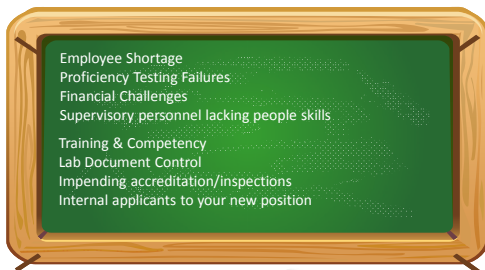 Employee Shortage
Proficiency Testing Failures
Financial Challenges
Supervisory personnel lacking people skills
Training & Competency
Lab Document Control
Impending accreditation/inspections
Internal applicants to your new position